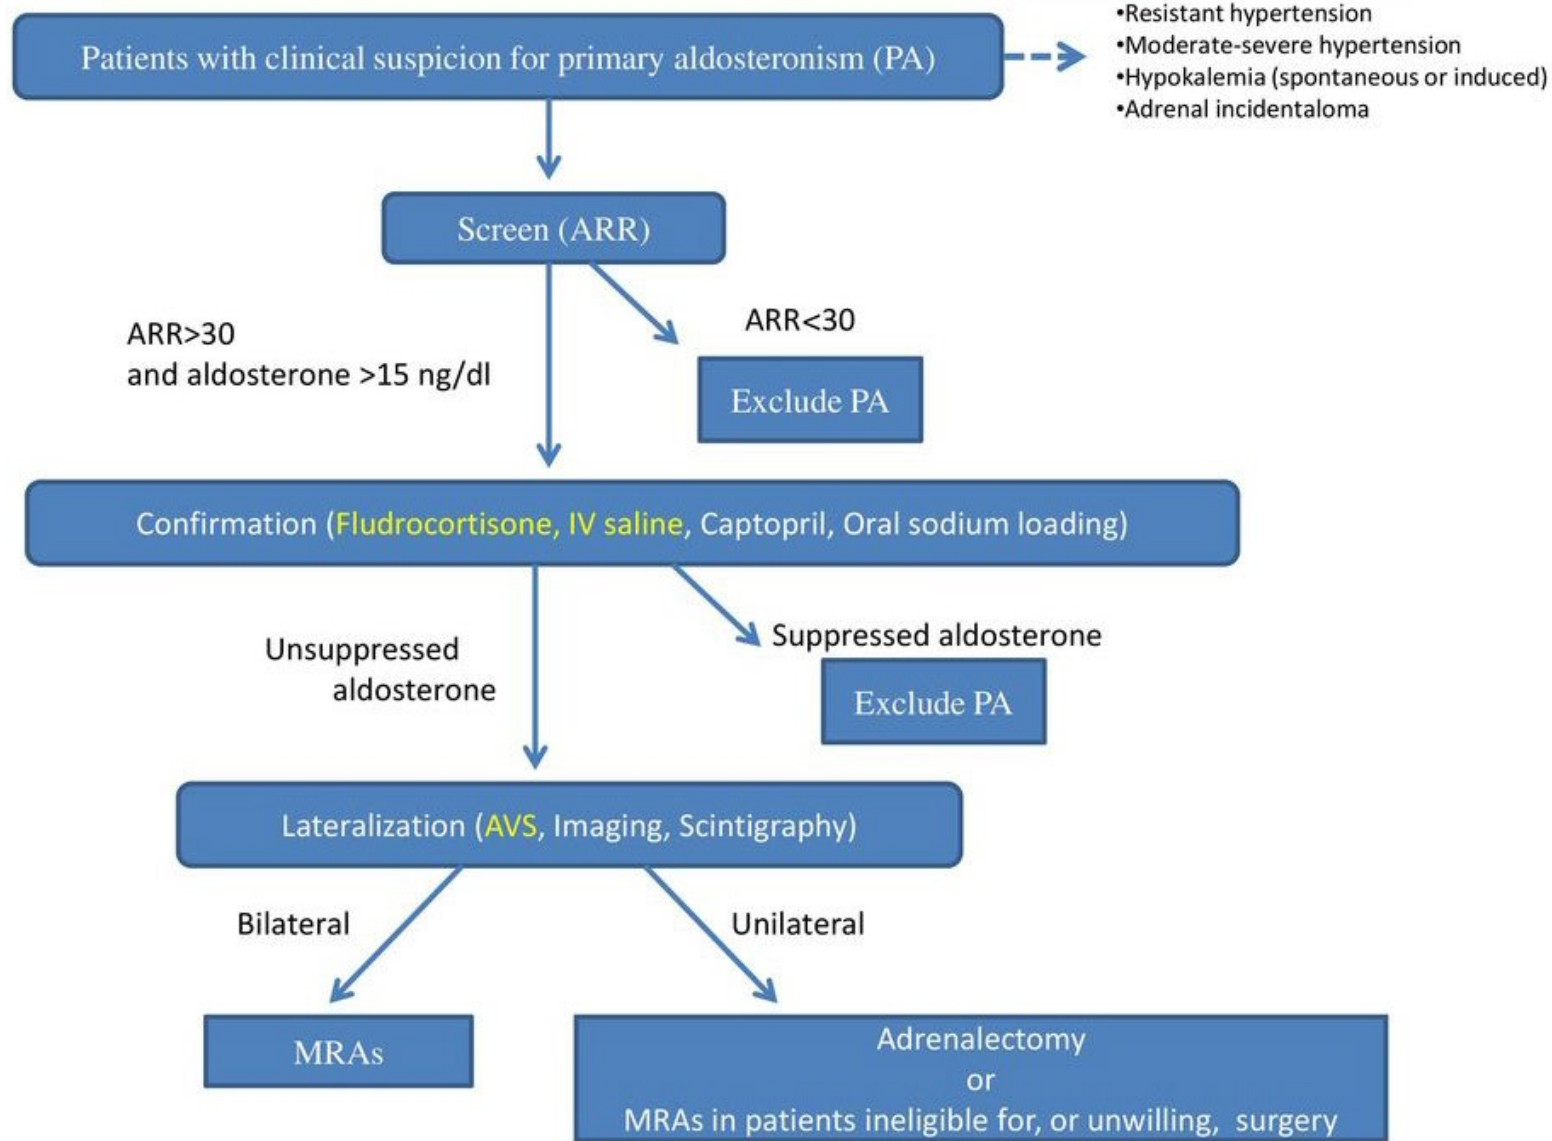 Patients with clinical suspicion for primary aldosteronism (PA)
•Resistant hypertension
•Moderate-severe hypertension
•Hypokalemia (spontaneous or induced)
•Adrenal incidentaloma
Screen (ARR)
ARR>30
and aldosterone >15 ng/dl
ARR<30
Exclude PA
Confirmation (Fludrocortisone, IV saline, Captopril, Oral sodium loading)
Unsuppressed
aldosterone
Suppressed aldosterone
Exclude PA
Lateralization (AVS, Imaging, Scintigraphy)
Bilateral
Unilateral
MRAs
Adrenalectomy
or
MRAs in patients ineligible for, or unwilling, surgery